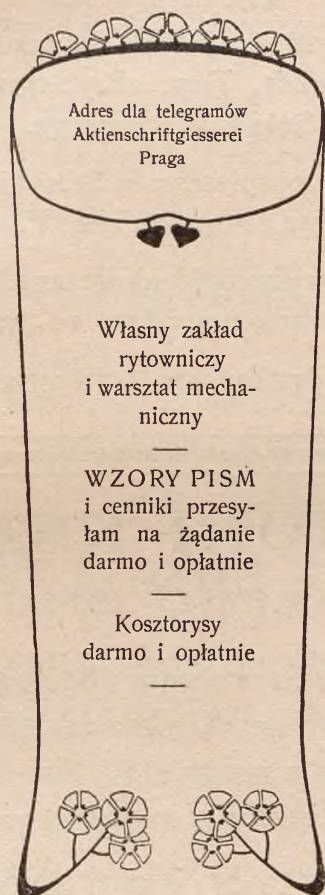 Adres dla telegramów
Aktienschriftgiesserei
Praga
Własny zakład
rytowniczy
i warsztat mecha-
niczny
WZORY PISM
i cenniki przesy-
łam na żądanie
darmo i opłatnie
Kosztorysy
darmo i opłatnie